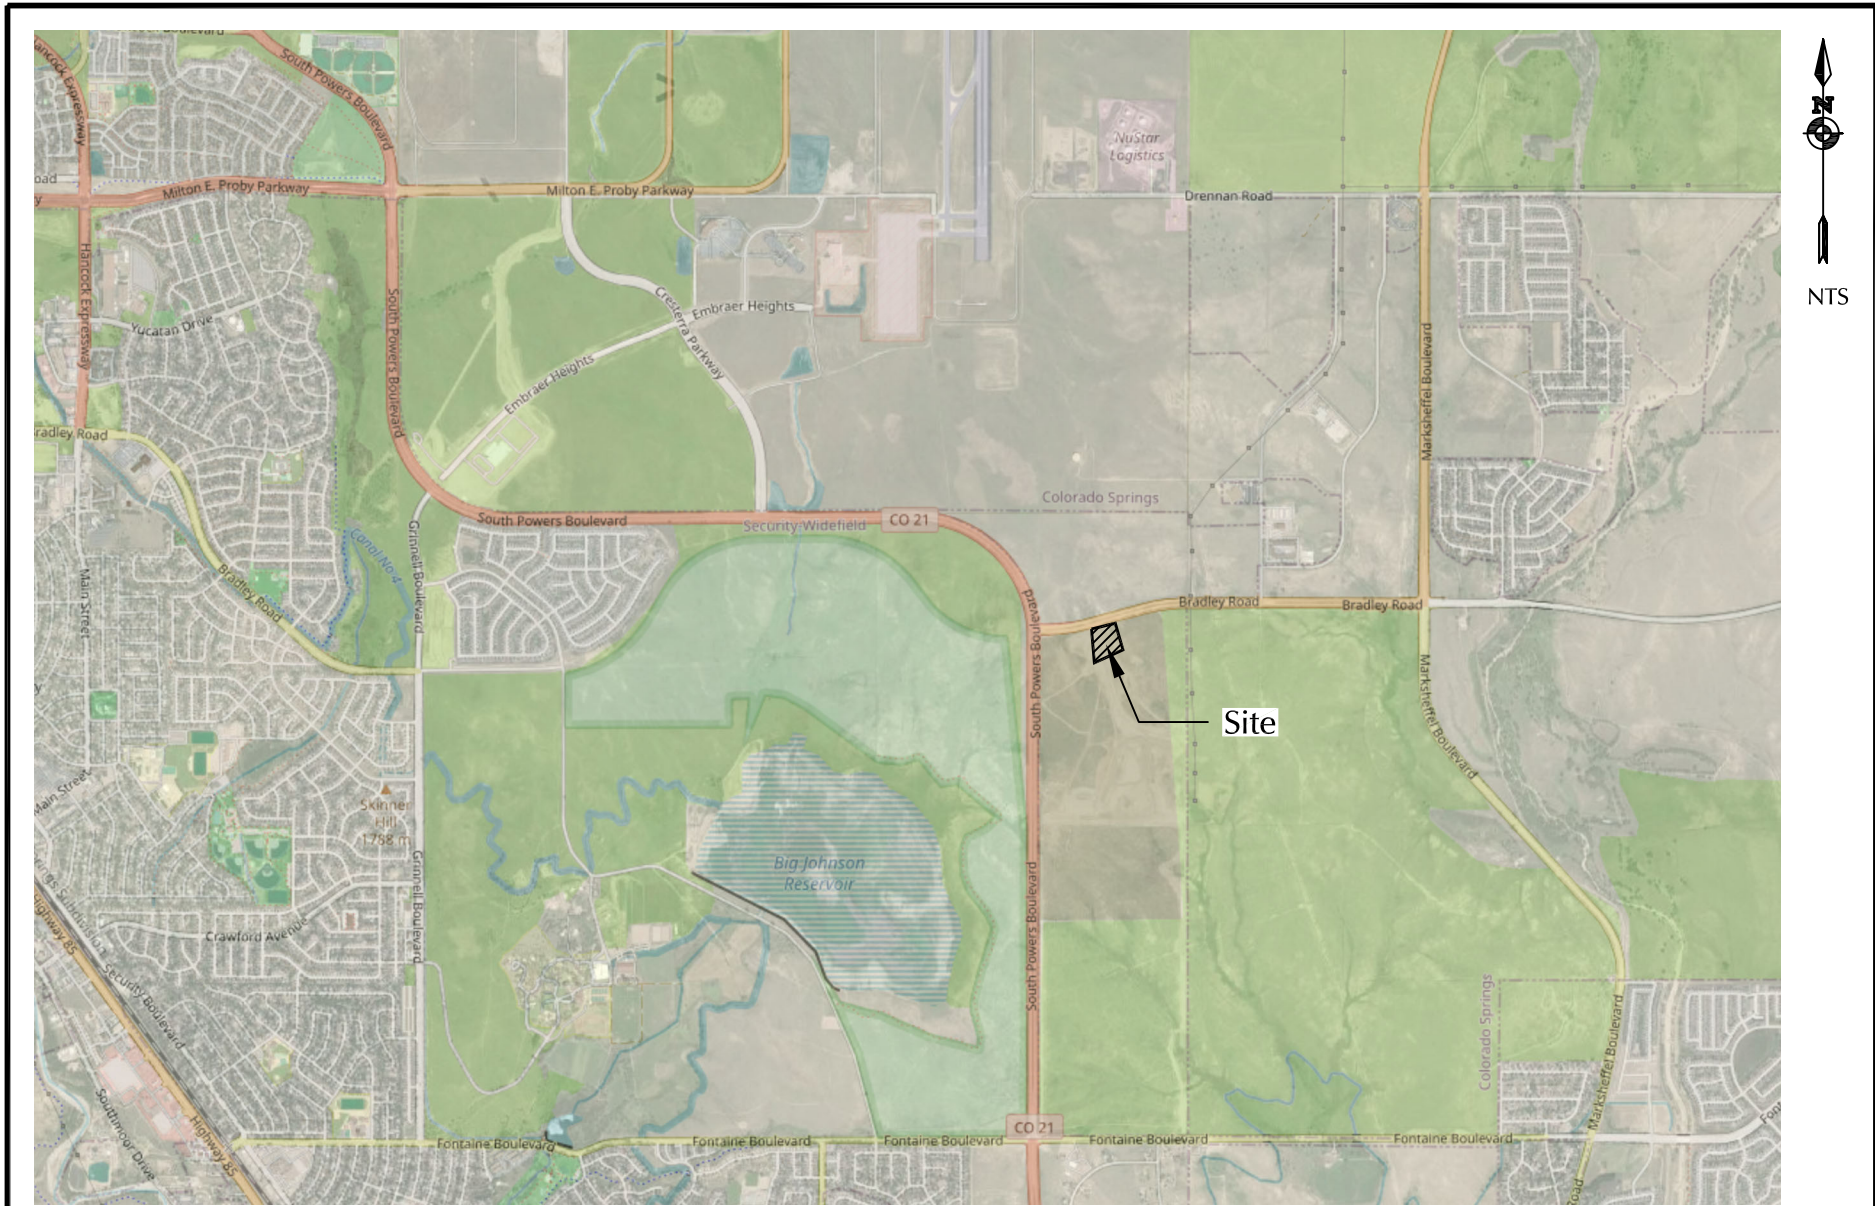 South Powers Boulevard
Hancock Expressway
N
NuStar
Logistics
NTS
Milton E. Proby Parkway
Milton E. Proby Parkway
Drennan Road
Hancock Expressway
South Powers Boulevard
Yucatan Drive
Cresterra Parkway
Embraer Heights
Embraer Heights
Marksheffel Boulevard
Bradley Road
Colorado Springs
South Powers Boulevard
Security-Widefield
CO 21
Canal No 4
Grinnell Boulevard
Main Street
Bradley Road
South Powers Boulevard
Bradley Road
Bradley Road
Marksheffel Boulevard
Site
Main Street
Skinner
Hill
1788 m
Big Johnson
Reservoir
Grinnell Boulevard
South Powers Boulevard
Highway 85
Crawford Avenue
Security Boulevard
Colorado Springs
Marksheffel Boulevard
Southmoor Drive
Highway 85
CO 21
Fontaine Boulevard
Fontaine Boulevard
Fontaine Boulevard
Fontaine Boulevard
Fontaine Boulevard
Road